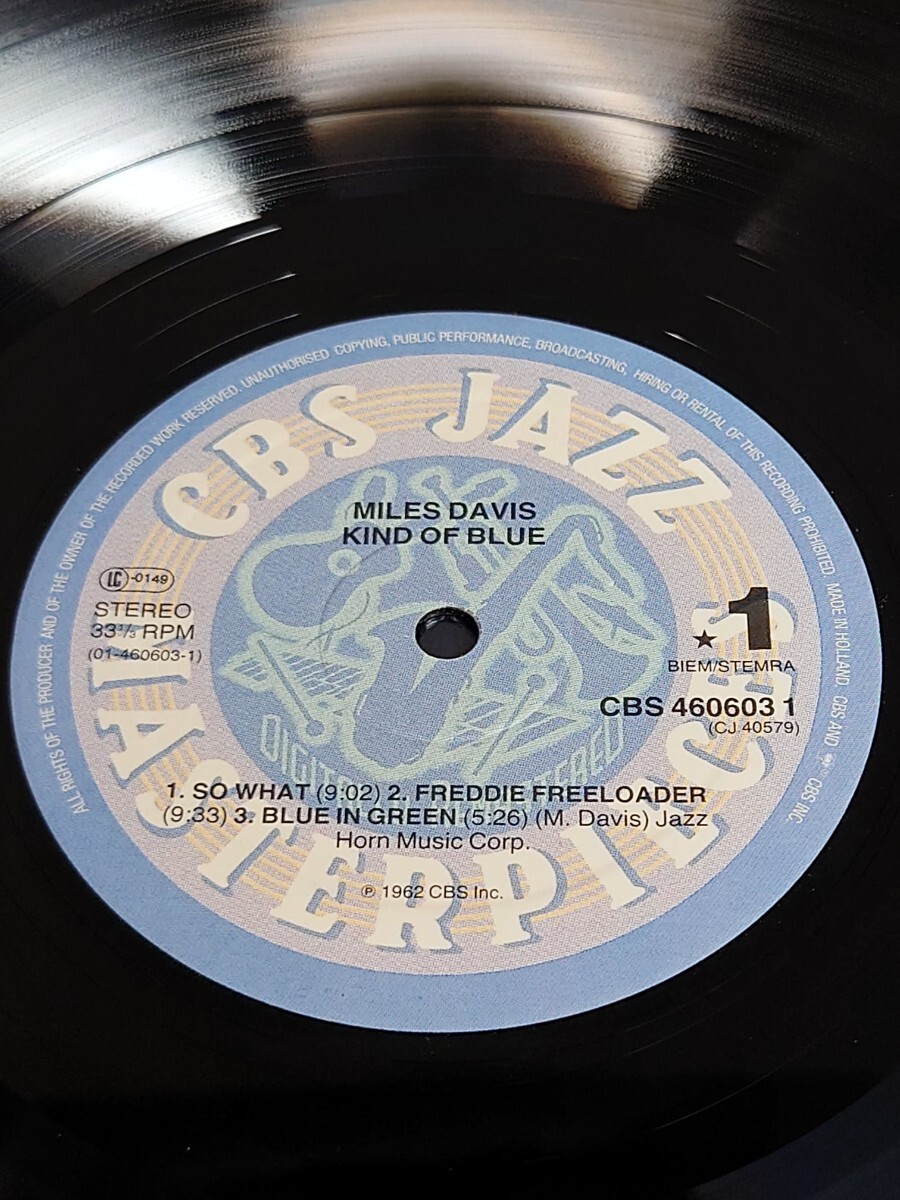 ALL RIGHTS OF THE PRODUCER AND OF THE OWNER OF THE RECORDED WORK RESERVED. UNAUTHORISED COPYING, PUBLIC PERFORMANCE, BROADCASTING, HIRING OR RENTAL OF THIS RECORDING PROHIBITED. MADE IN HOLLAND CBS AND CBS INC.
CBS JAZZ
MASTERPIECES
MILES DAVIS
KIND OF BLUE
LC -0149
STEREO
33⅓ RPM
(01-460603-1)
★ 1
BIEM/STEMRA
CBS 460603 1
(CJ 40579)
1. SO WHAT (9:02) 2. FREDDIE FREELOADER
(9:33) 3. BLUE IN GREEN (5:26) (M. Davis) Jazz
Horn Music Corp.
℗ 1962 CBS Inc.